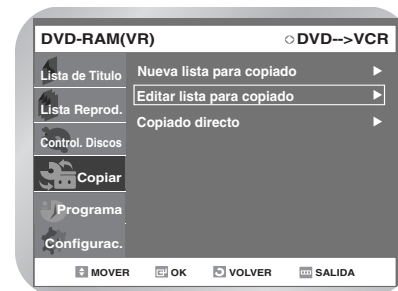 DVD-RAM(VR) DVD-->VCR
Lista de Titulo
Nueva lista para copiado
Editar lista para copiado
Lista Reprod.
Copiado directo
Control. Discos
Copiar
Programa
Configurac.
MOVER OK VOLVER SALIDA